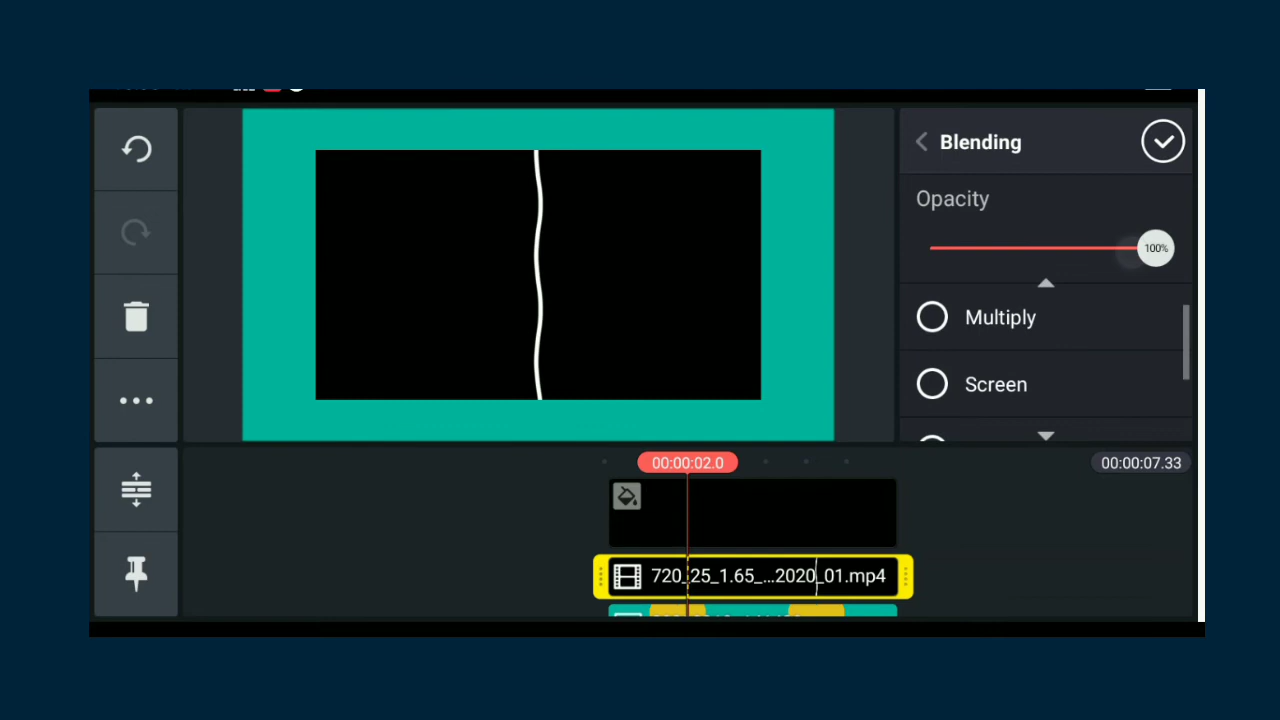 Blending
Opacity
100%
Multiply
Screen
00:00:02.0
00:00:07.33
720_25_1.65_...2020_01.mp4